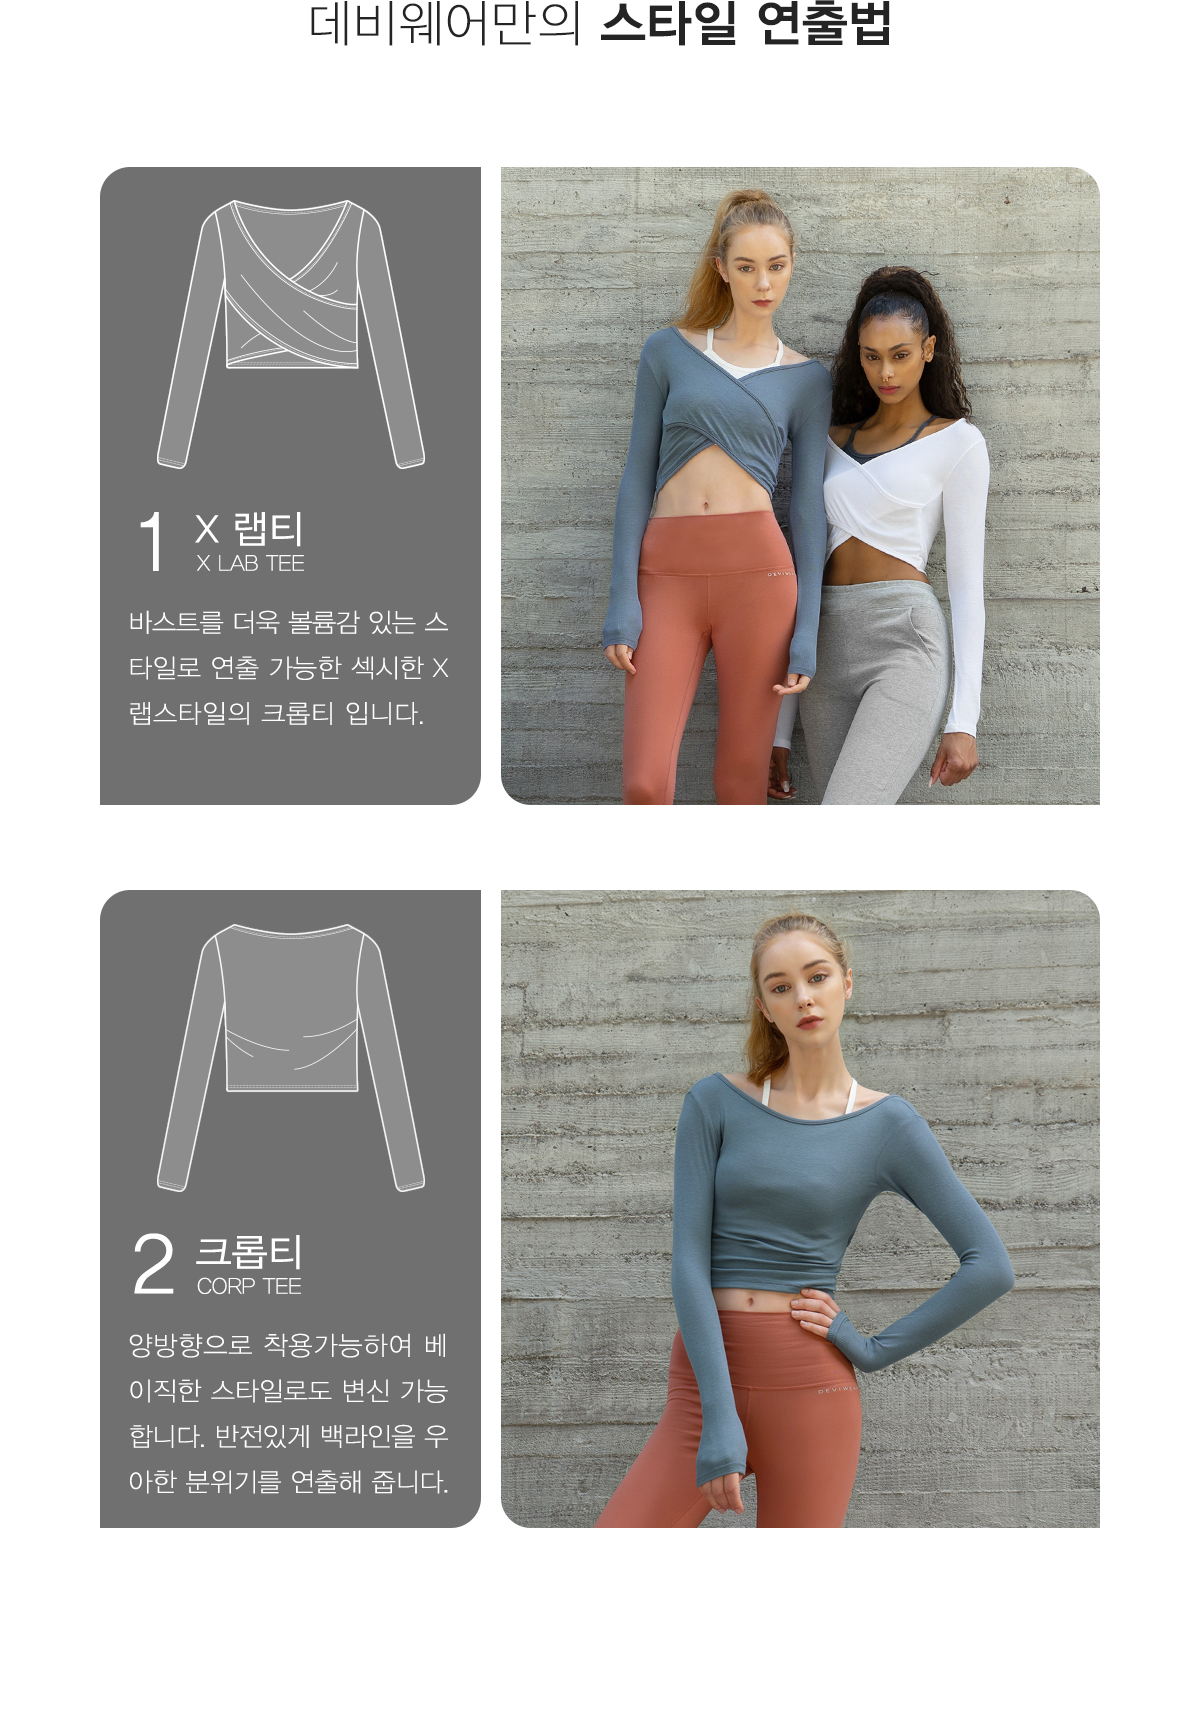 데비웨어만의 스타일 연출법
1 X 랩티
X LAB TEE
바스트를 더욱 볼륨감 있는 스
타일로 연출 가능한 섹시한 X
랩스타일의 크롭티 입니다.
2 크롭티
CORP TEE
양방향으로 착용가능하여 베
이직한 스타일로도 변신 가능
합니다. 반전있게 백라인을 우
아한 분위기를 연출해 줍니다.